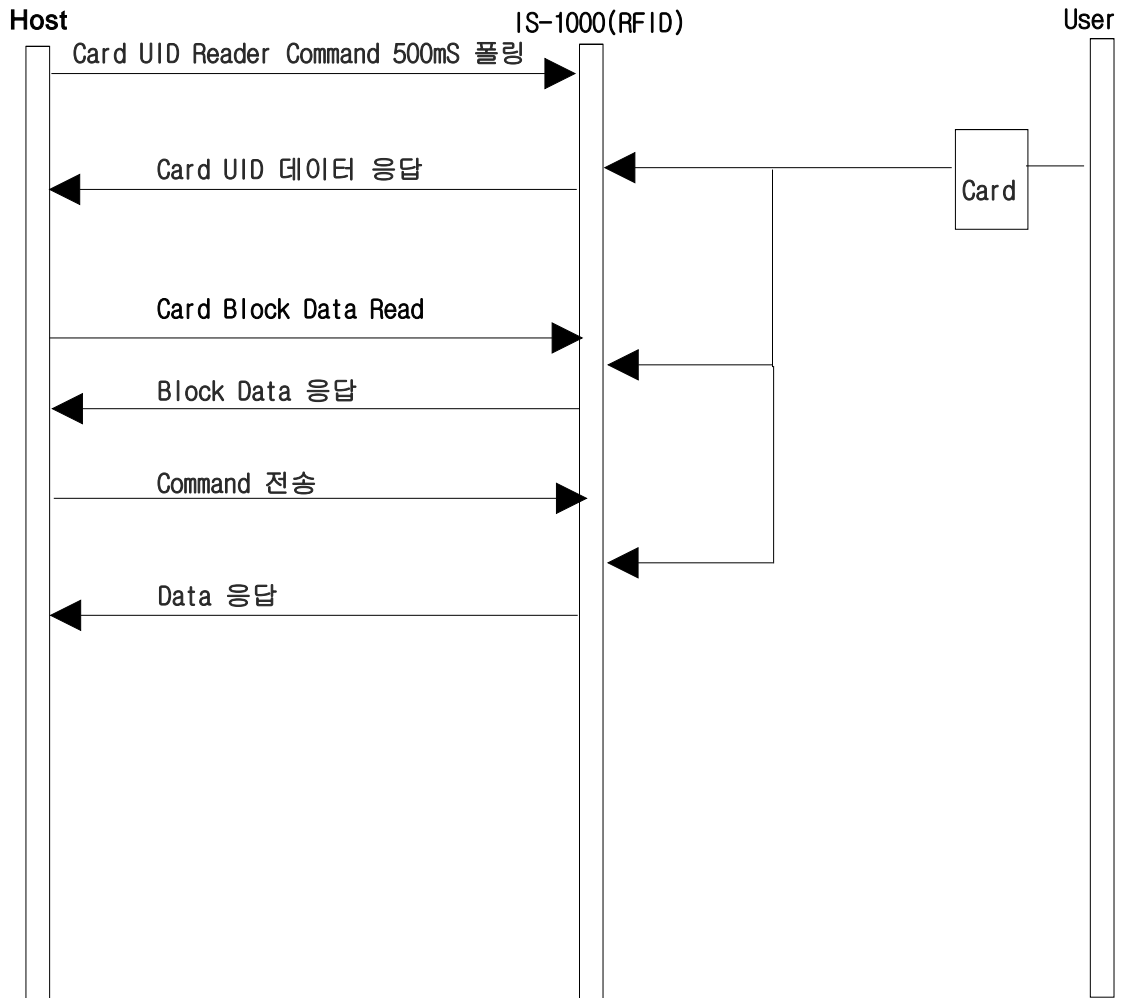 Host
IS-1000(RFID)
User
Card UID Reader Command 500mS 폴링
Card UID 데이터 응답
Card
Card Block Data Read
Block Data 응답
Command 전송
Data 응답